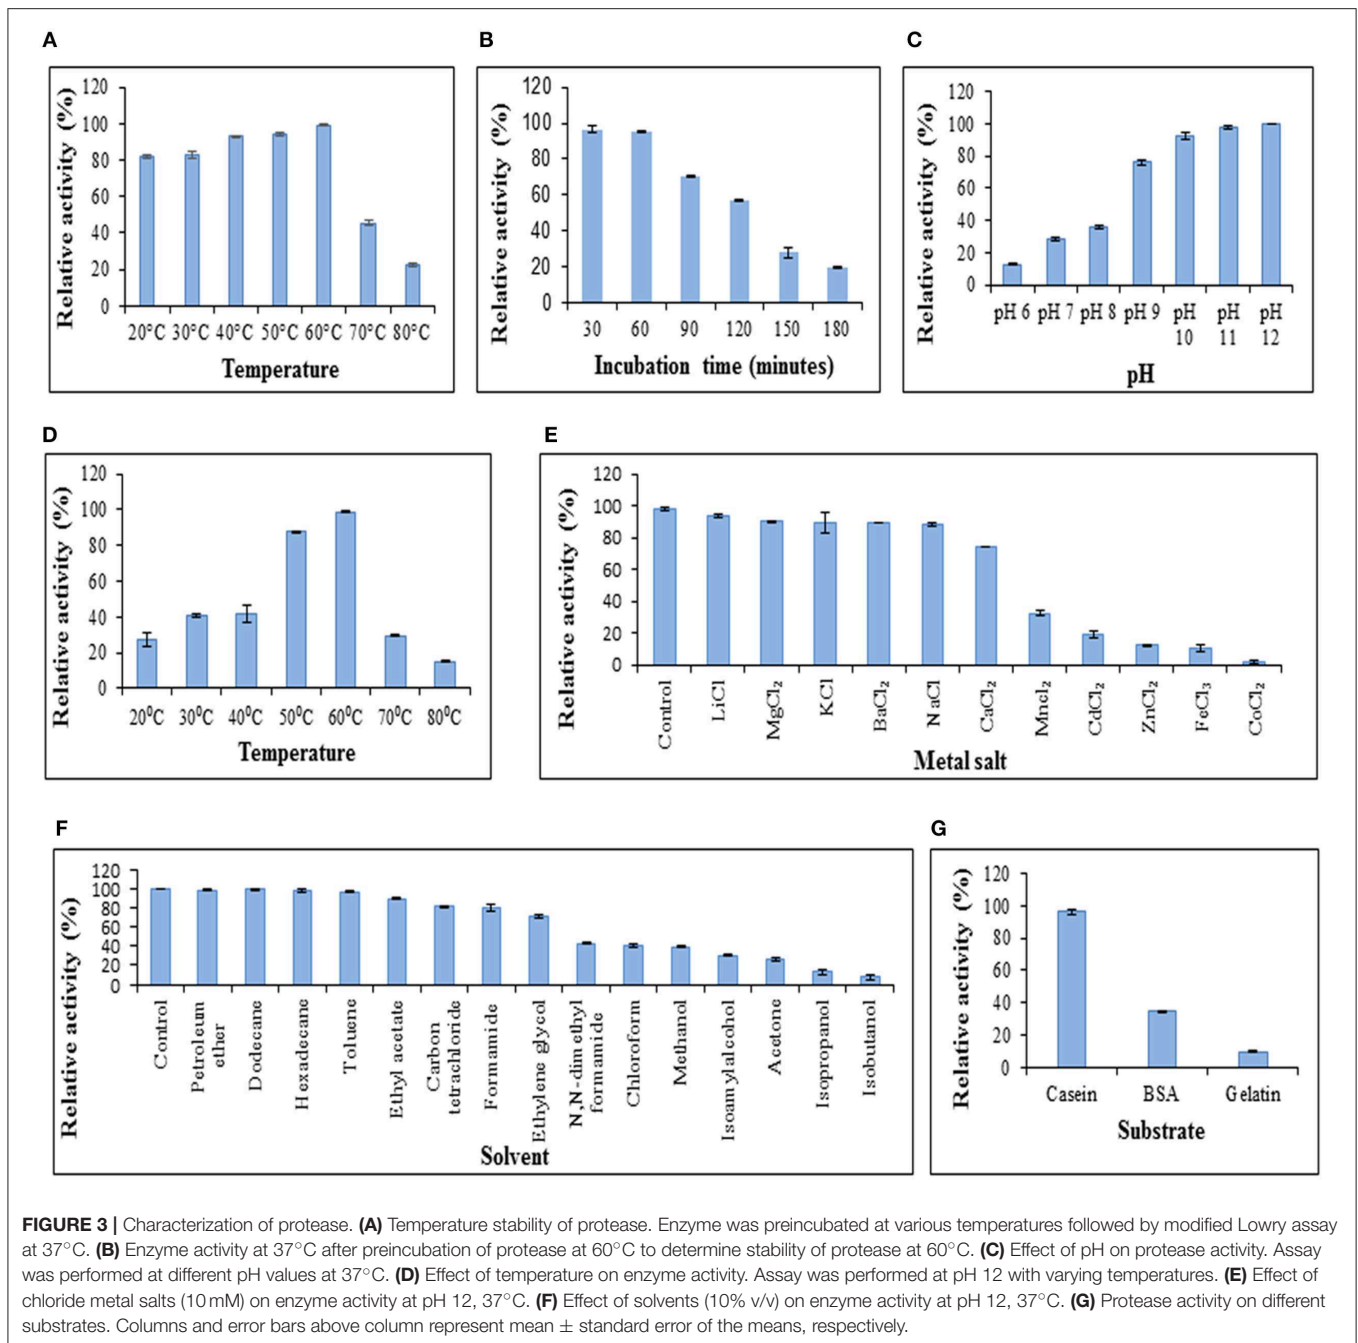 A
Relative activity (%)
120
100
80
60
40
20
0
20°C 30°C 40°C 50°C 60°C 70°C 80°C
Temperature
B
Relative activity (%)
120
100
80
60
40
20
0
30 60 90 120 150 180
Incubation time (minutes)
C
Relative activity (%)
120
100
80
60
40
20
0
pH 6 pH 7 pH 8 pH 9 pH pH pH
10 11 12
pH
D
Relative activity (%)
120
100
80
60
40
20
0
20⁰C 30⁰C 40⁰C 50⁰C 60⁰C 70⁰C 80⁰C
Temperature
E
Relative activity (%)
120
100
80
60
40
20
0
Control
LiCl
MgCl₂
KCl
BaCl₂
NaCl
CaCl₂
Mncl₂
CdCl₂
ZnCl₂
FeCl₃
CoCl₂
Metal salt
F
Relative activity (%)
120
100
80
60
40
20
0
Control
Petroleum
ether
Dodecane
Hexadecane
Toluene
Ethyl acetate
Carbon
tetrachloride
Formamide
Ethylene glycol
N,N-dimethyl
formamide
Chloroform
Methanol
Isoamylalcohol
Acetone
Isopropanol
Isobutanol
Solvent
G
Relative activity (%)
120
100
80
60
40
20
0
Casein BSA Gelatin
Substrate
FIGURE 3 | Characterization of protease. (A) Temperature stability of protease. Enzyme was preincubated at various temperatures followed by modified Lowry assay
at 37°C. (B) Enzyme activity at 37°C after preincubation of protease at 60°C to determine stability of protease at 60°C. (C) Effect of pH on protease activity. Assay
was performed at different pH values at 37°C. (D) Effect of temperature on enzyme activity. Assay was performed at pH 12 with varying temperatures. (E) Effect of
chloride metal salts (10 mM) on enzyme activity at pH 12, 37°C. (F) Effect of solvents (10% v/v) on enzyme activity at pH 12, 37°C. (G) Protease activity on different
substrates. Columns and error bars above column represent mean ± standard error of the means, respectively.